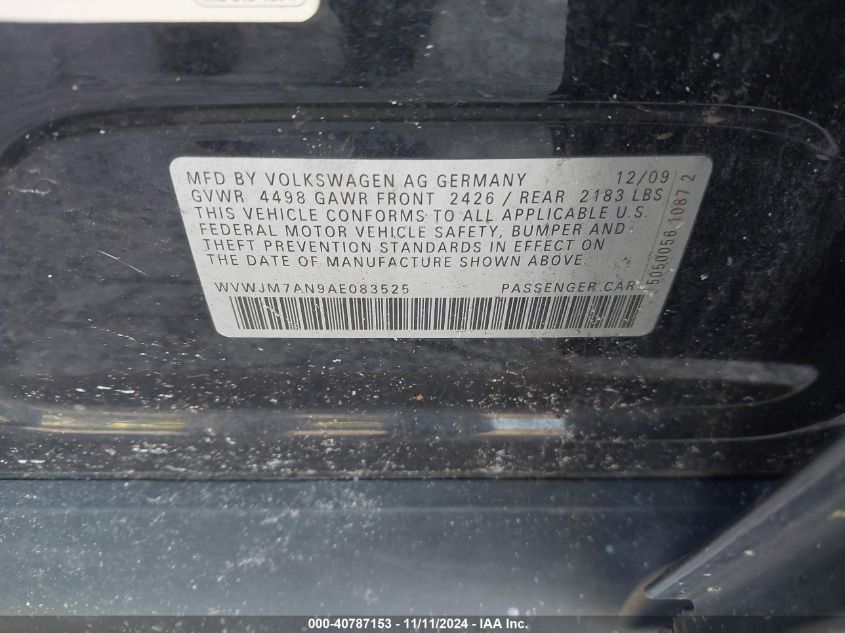 MFD BY VOLKSWAGEN AG GERMANY 12/09
GVWR 4498 GAWR FRONT 2426 / REAR 2183 LBS
THIS VEHICLE CONFORMS TO ALL APPLICABLE U.S.
FEDERAL MOTOR VEHICLE SAFETY, BUMPER AND
THEFT PREVENTION STANDARDS IN EFFECT ON
THE DATE OF MANUFACTURE SHOWN ABOVE.
WVWJM7AN9AE083525 PASSENGER CAR
5050056 1087 2
000-40787153 - 11/11/2024 - IAA Inc.